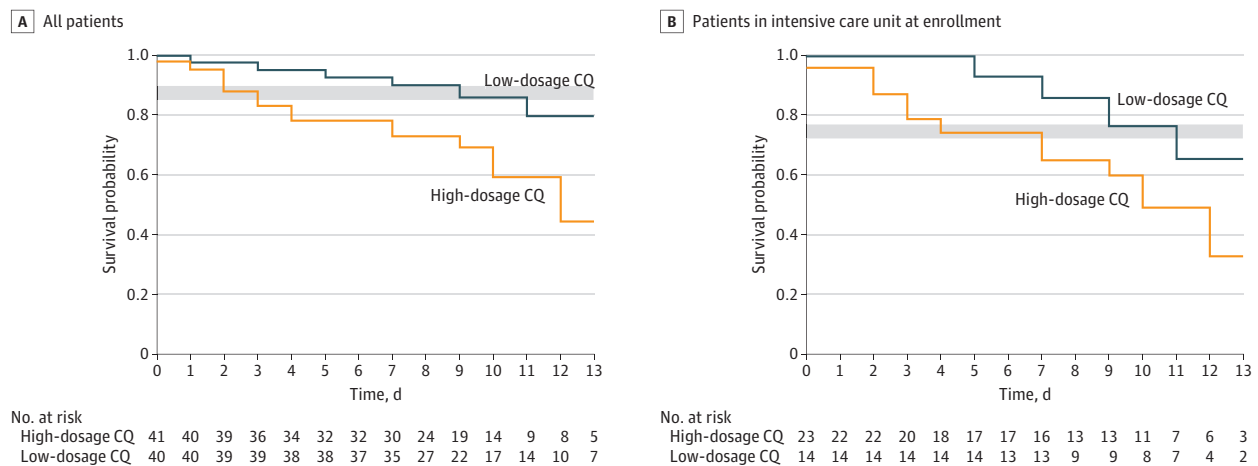 A All patients
1.0
0.8
0.6
0.4
0.2
0
Survival probability
Low-dosage CQ
High-dosage CQ
0 1 2 3 4 5 6 7 8 9 10 11 12 13
Time, d
No. at risk
High-dosage CQ 41 40 39 36 34 32 32 30 24 19 14 9 8 5
Low-dosage CQ 40 40 39 39 38 38 37 35 27 22 17 14 10 7
B Patients in intensive care unit at enrollment
1.0
0.8
0.6
0.4
0.2
0
Survival probability
Low-dosage CQ
High-dosage CQ
0 1 2 3 4 5 6 7 8 9 10 11 12 13
Time, d
No. at risk
High-dosage CQ 23 22 22 20 18 17 17 16 13 13 11 7 6 3
Low-dosage CQ 14 14 14 14 14 14 13 13 9 9 8 7 4 2